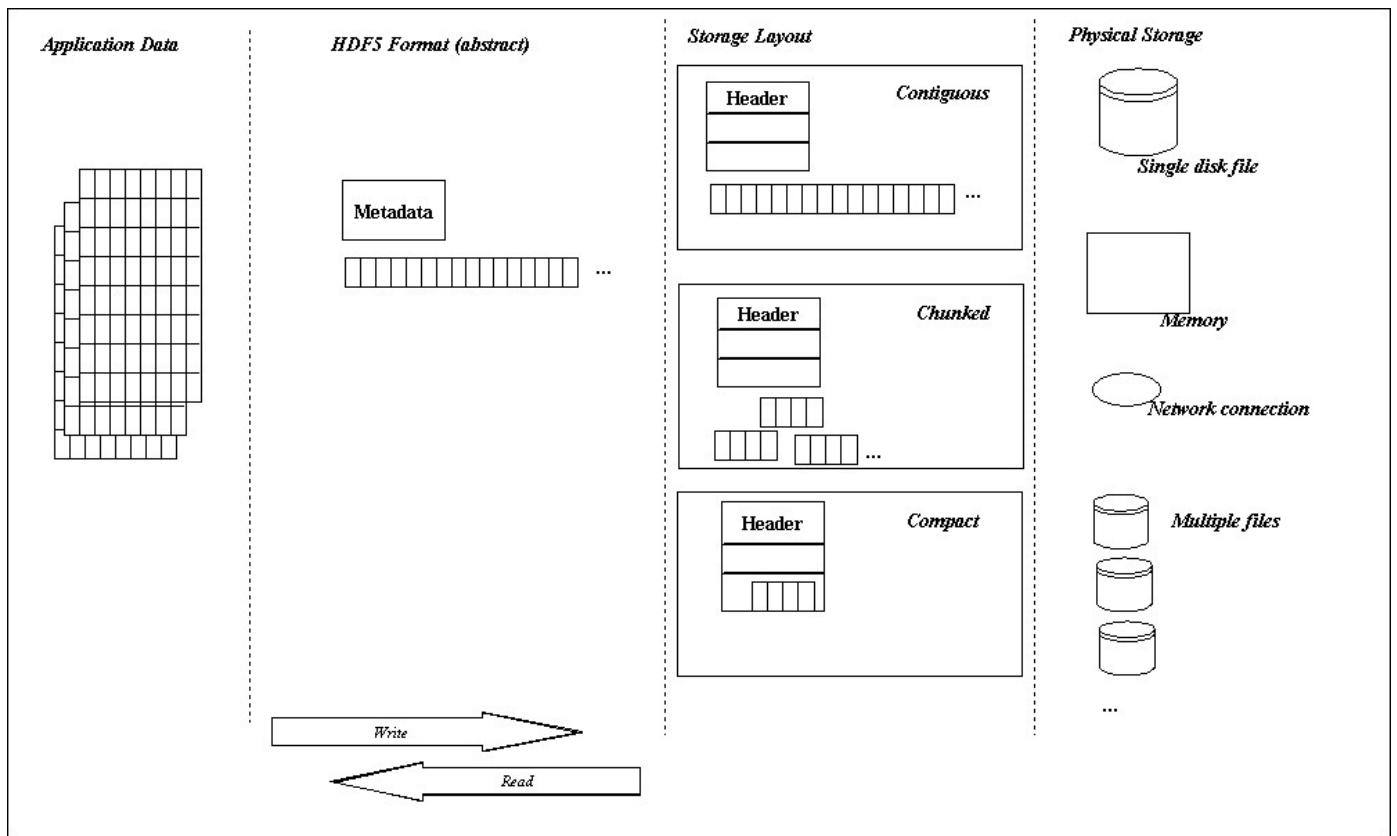 Application Data
HDF5 Format (abstract)
Storage Layout
Physical Storage
Metadata
...
Header
Contiguous
...
Header
Chunked
...
Header
Compact
Single disk file
Memory
Network connection
Multiple files
...
Write
Read